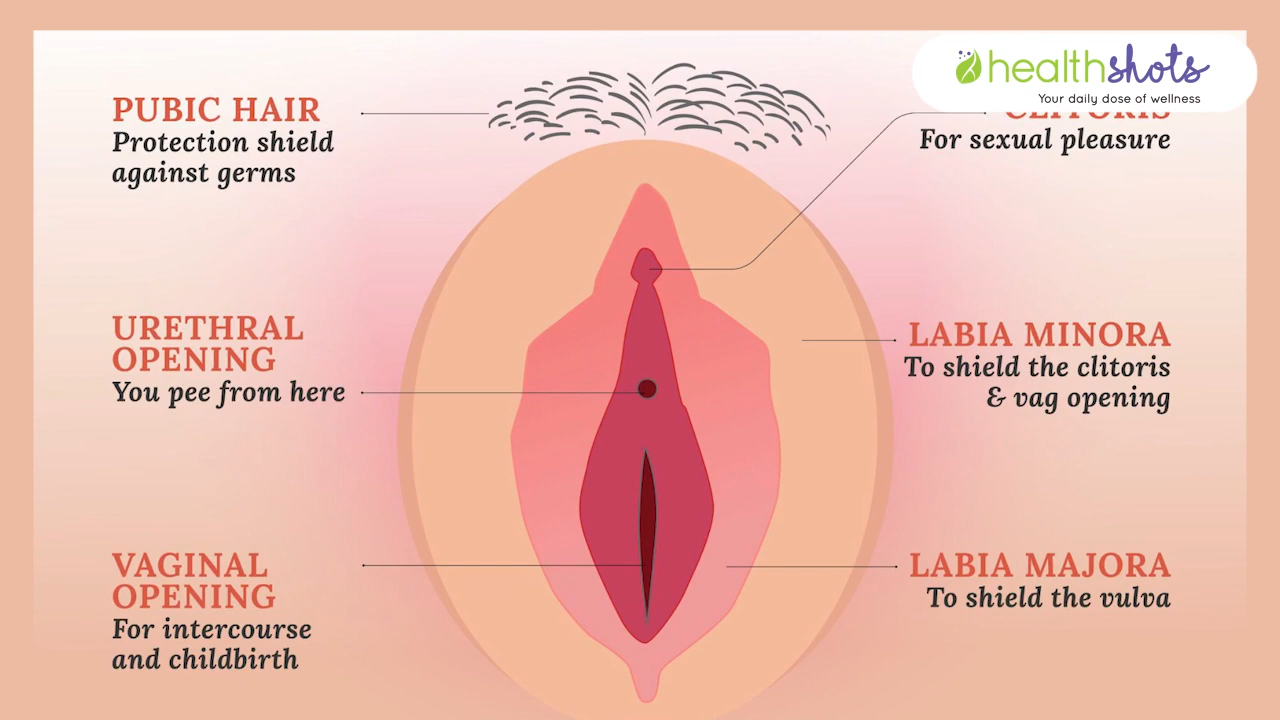 healthshots
Your daily dose of wellness
PUBIC HAIR
Protection shield
against germs
CLITORIS
For sexual pleasure
URETHRAL
OPENING
You pee from here
LABIA MINORA
To shield the clitoris
& vag opening
VAGINAL
OPENING
For intercourse
and childbirth
LABIA MAJORA
To shield the vulva